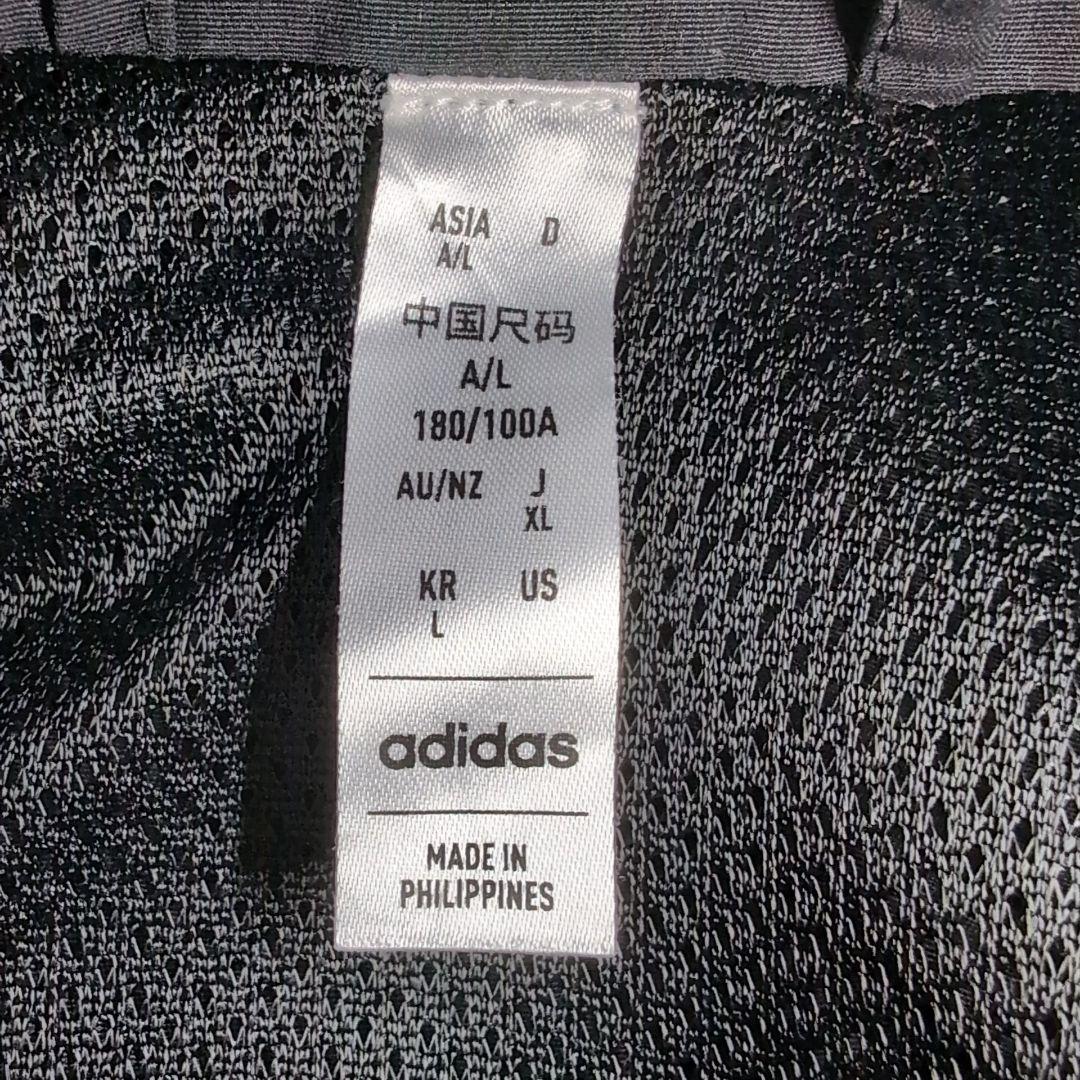 ASIA D
A/L
中国尺码
A/L
180/100A
AU/NZ J
XL
KR US
L
adidas
MADE IN
PHILIPPINES